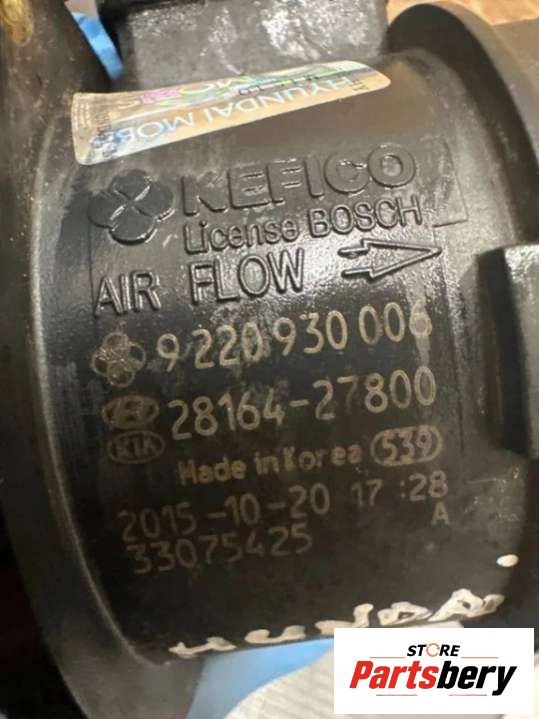 HYUNDAI MOBIS
KEFICO
License BOSCH
AIR FLOW
9 220 930 006
28164-27800
KIA
Made in Korea 539
2015-10-20 17:28
A
33075425
STORE
Partsbery